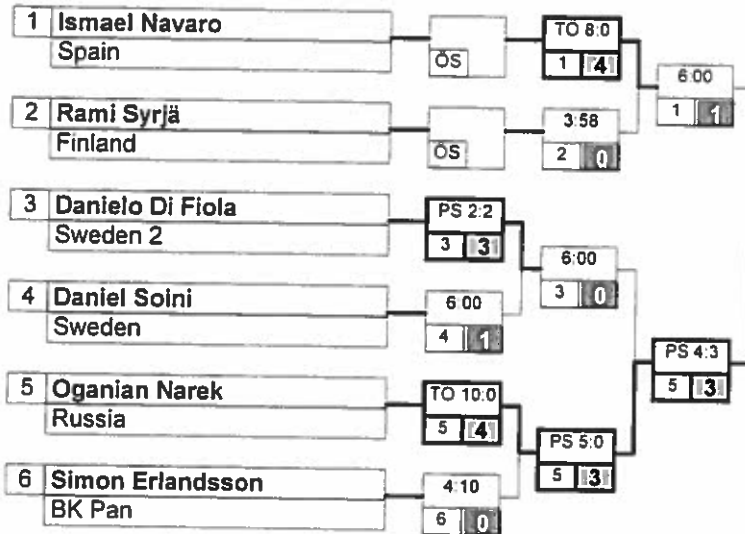 1 Ismael Navaro
Spain
ÖS
TÖ 8:0
1 4
6:00
1 1
2 Rami Syrjä
Finland
ÖS
3:58
2 0
3 Danielo Di Fiola
Sweden 2
PS 2:2
3 3
6:00
3 0
4 Daniel Soini
Sweden
6:00
4 1
PS 4:3
5 3
5 Oganian Narek
Russia
TÖ 10:0
5 4
PS 5:0
5 3
6 Simon Erlandsson
BK Pan
4:10
6 0